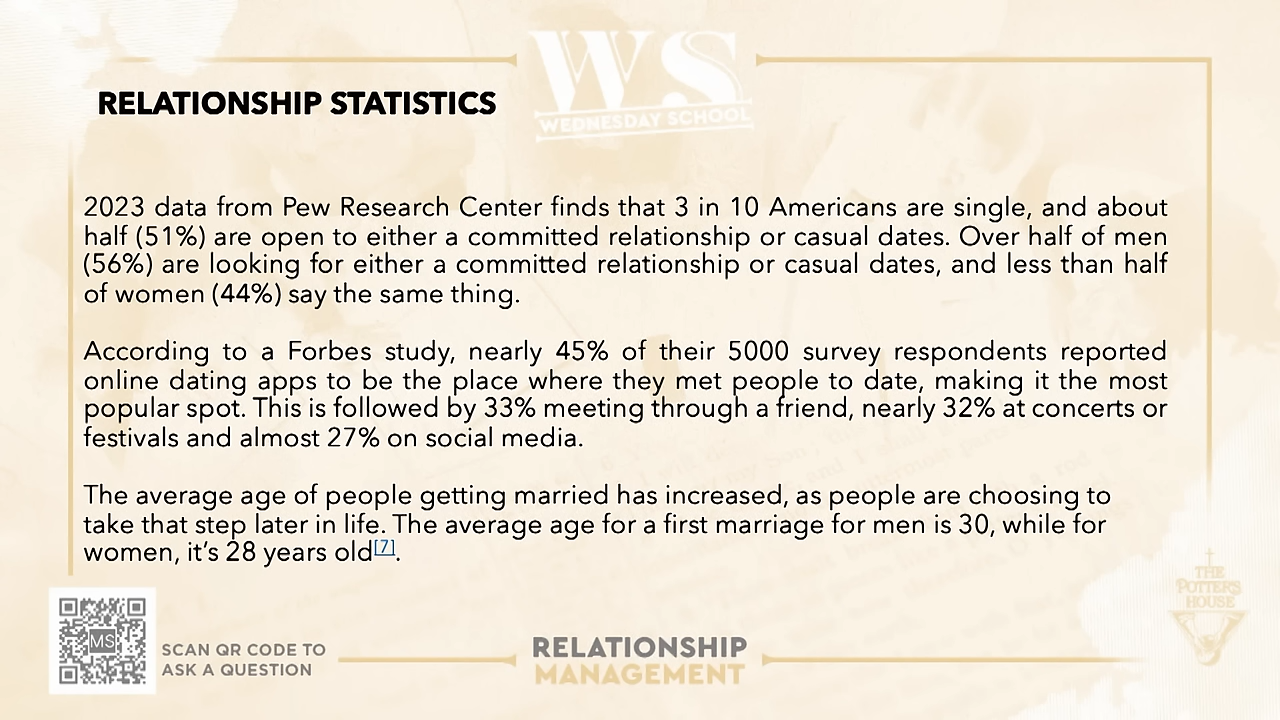 WS
WEDNESDAY SCHOOL
RELATIONSHIP STATISTICS
2023 data from Pew Research Center finds that 3 in 10 Americans are single, and about
half (51%) are open to either a committed relationship or casual dates. Over half of men
(56%) are looking for either a committed relationship or casual dates, and less than half
of women (44%) say the same thing.
According to a Forbes study, nearly 45% of their 5000 survey respondents reported
online dating apps to be the place where they met people to date, making it the most
popular spot. This is followed by 33% meeting through a friend, nearly 32% at concerts or
festivals and almost 27% on social media.
The average age of people getting married has increased, as people are choosing to
take that step later in life. The average age for a first marriage for men is 30, while for
women, it’s 28 years old[7].
THE
POTTER'S
HOUSE
MS
SCAN QR CODE TO
ASK A QUESTION
RELATIONSHIP
MANAGEMENT